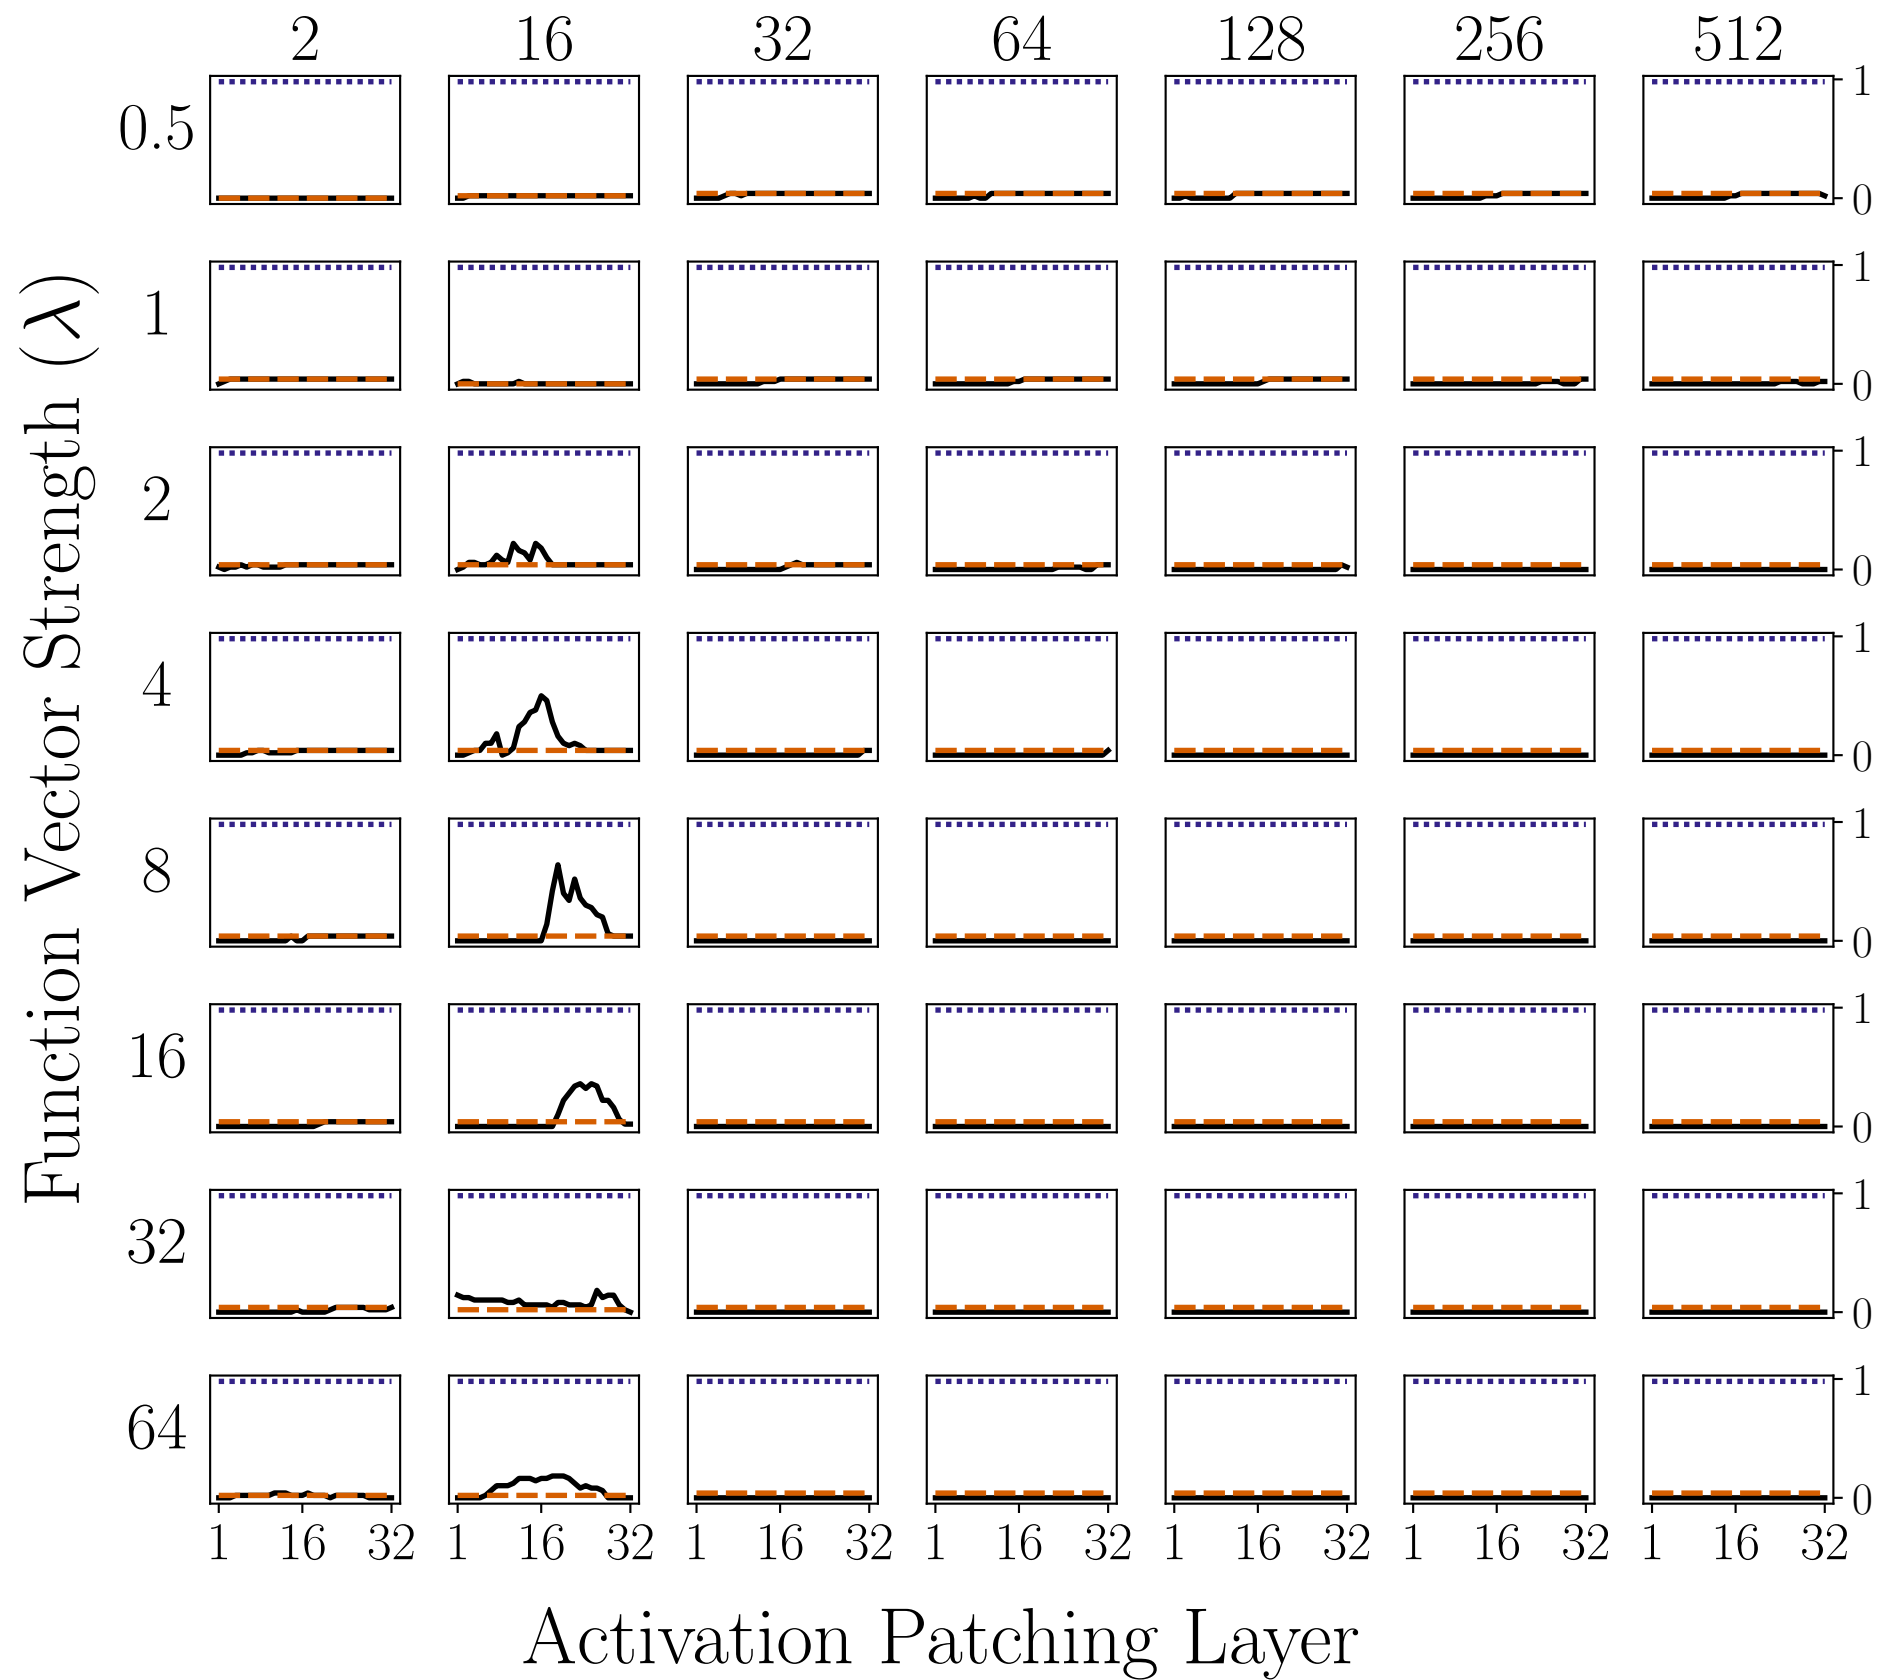 2 16 32 64 128 256 512
Function Vector Strength (λ)
0.5 1 0
1 1 0
2 1 0
4 1 0
8 1 0
16 1 0
32 1 0
64 1 0
1 16 32 1 16 32 1 16 32 1 16 32 1 16 32 1 16 32 1 16 32
Activation Patching Layer